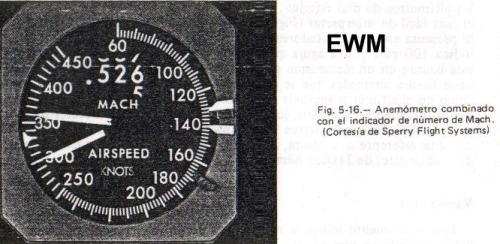 60
450
.526
5
100
400
MACH
120
350
140
300
AIRSPEED
160
KNOTS
250
180
200
EWM
Fig. 5-16.— Anemómetro combinado
con el indicador de número de Mach.
(Cortesía de Sperry Flight Systems)